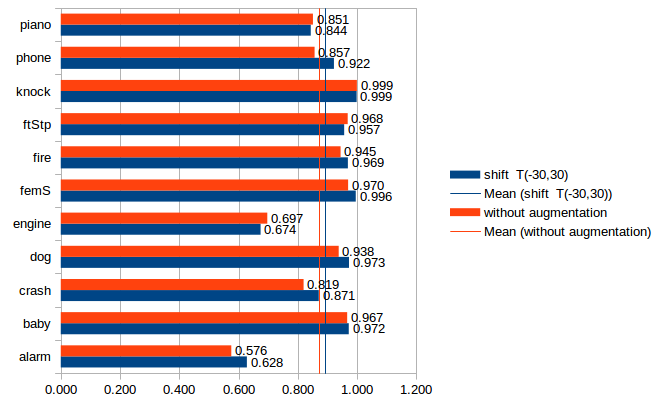 piano
0.851
0.844
phone
0.857
0.922
knock
0.999
0.999
ftStp
0.968
0.957
fire
0.945
0.969
femS
0.970
0.996
engine
0.697
0.674
dog
0.938
0.973
crash
0.819
0.871
baby
0.967
0.972
alarm
0.576
0.628
0.000 0.200 0.400 0.600 0.800 1.000 1.200
shift T(-30,30)
Mean (shift T(-30,30))
without augmentation
Mean (without augmentation)